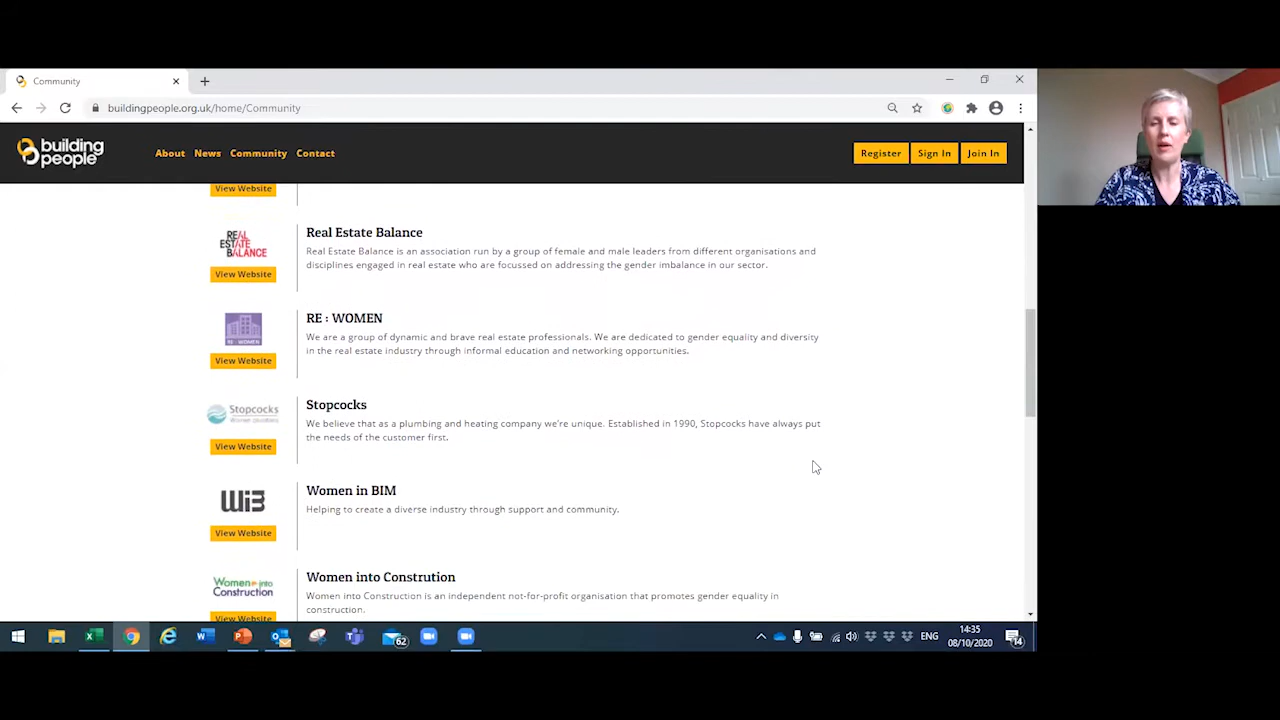 Community
buildingpeople.org.uk/home/Community
building
people
About
News
Community
Contact
Register
Sign In
Join In
View Website
REAL
ESTATE
BALANCE
View Website
Real Estate Balance
Real Estate Balance is an association run by a group of female and male leaders from different organisations and
disciplines engaged in real estate who are focussed on addressing the gender imbalance in our sector.
RE : WOMEN
View Website
RE : WOMEN
We are a group of dynamic and brave real estate professionals. We are dedicated to gender equality and diversity
in the real estate industry through informal education and networking opportunities.
Stopcocks
Women plumbers
View Website
Stopcocks
We believe that as a plumbing and heating company we're unique. Established in 1990, Stopcocks have always put
the needs of the customer first.
WiB
View Website
Women in BIM
Helping to create a diverse industry through support and community.
Women into
Construction
View Website
Women into Constrution
Women into Construction is an independent not-for-profit organisation that promotes gender equality in
construction.
62
ENG
14:35
08/10/2020
14